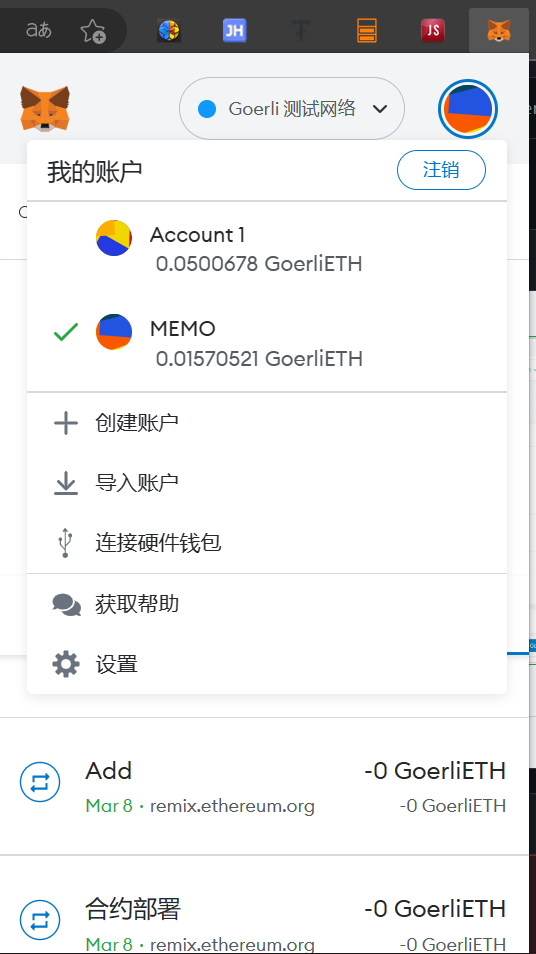 aあ
JH
JS
Goerli 测试网络
我的账户
注销
Account 1
0.0500678 GoerliETH
MEMO
0.01570521 GoerliETH
创建账户
导入账户
连接硬件钱包
获取帮助
设置
Add
-0 GoerliETH
Mar 8 · remix.ethereum.org
-0 GoerliETH
合约部署
-0 GoerliETH
Mar 8 · remix.ethereum.org
-0 GoerliETH